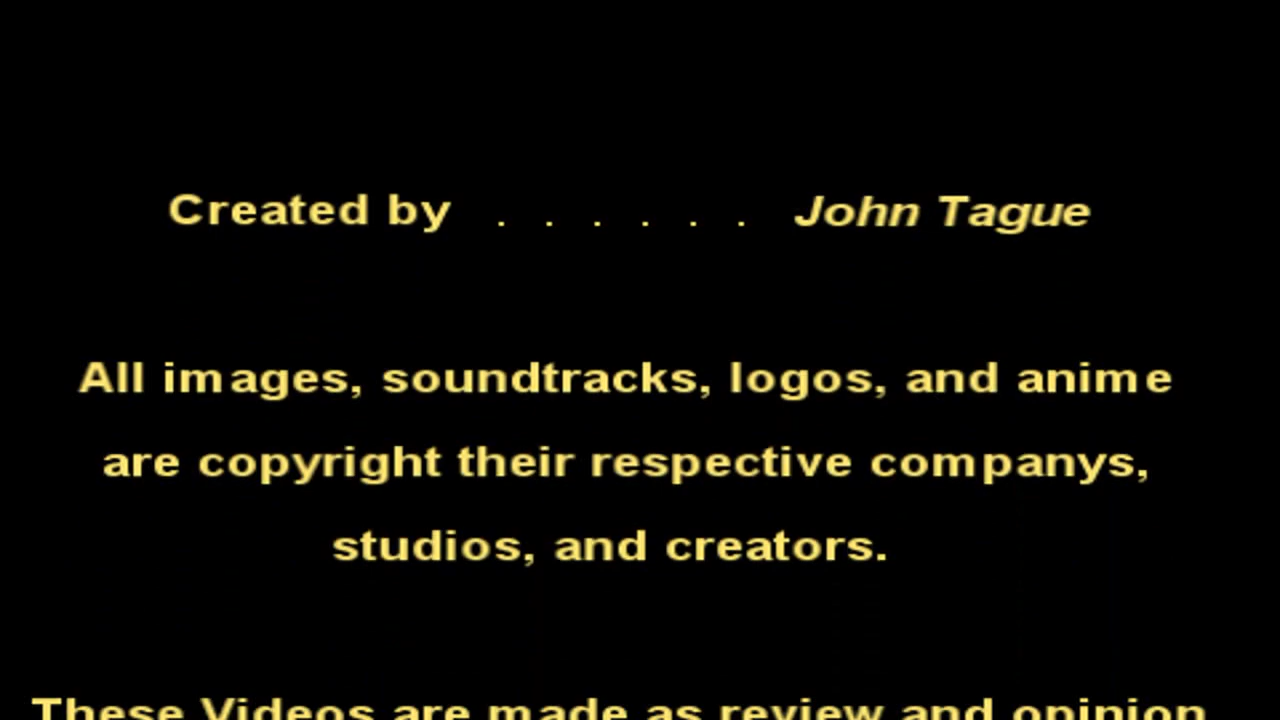 Created by . . . . . . John Tague
All images, soundtracks, logos, and anime
are copyright their respective companys,
studios, and creators.
These Videos are made as review and opinion